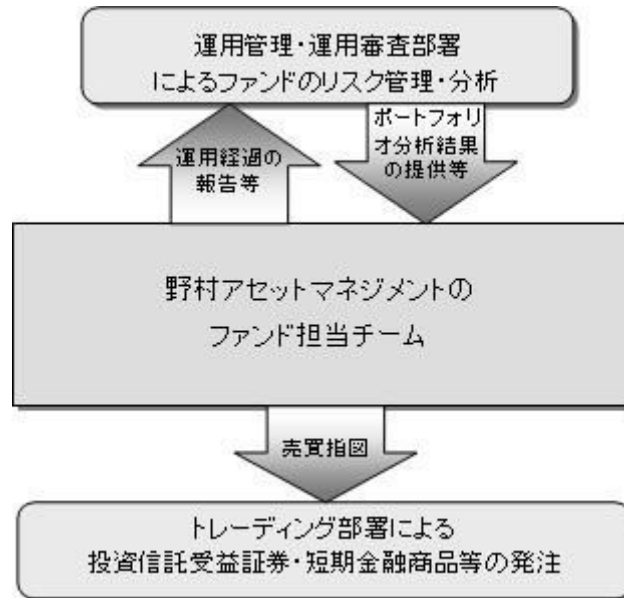 運用管理・運用審査部署
によるファンドのリスク管理・分析
運用経過の
報告等
ポートフォリ
オ分析結果
の提供等
野村アセットマネジメントの
ファンド担当チーム
売買指図
トレーディング部署による
投資信託受益証券・短期金融商品等の発注